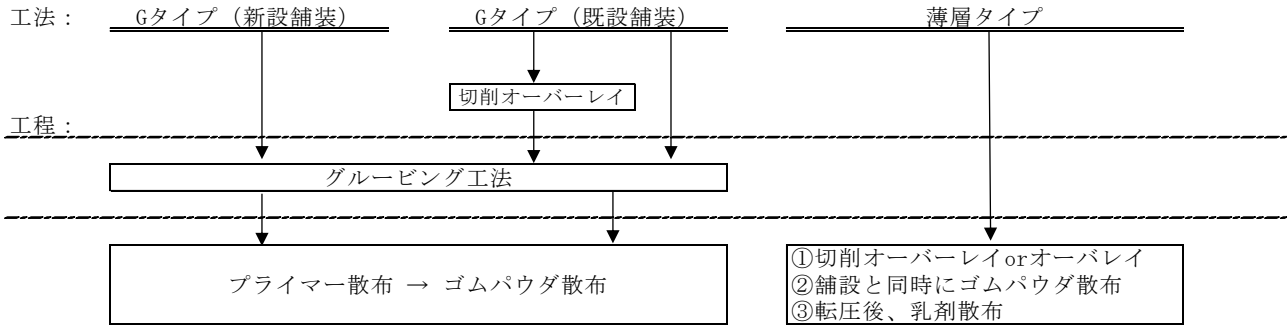 工法： Gタイプ（新設舗装） Gタイプ（既設舗装） 薄層タイプ
切削オーバーレイ
工程：
グルービング工法
プライマー散布 → ゴムパウダ散布
①切削オーバーレイorオーバレイ
②舗設と同時にゴムパウダ散布
③転圧後、乳剤散布